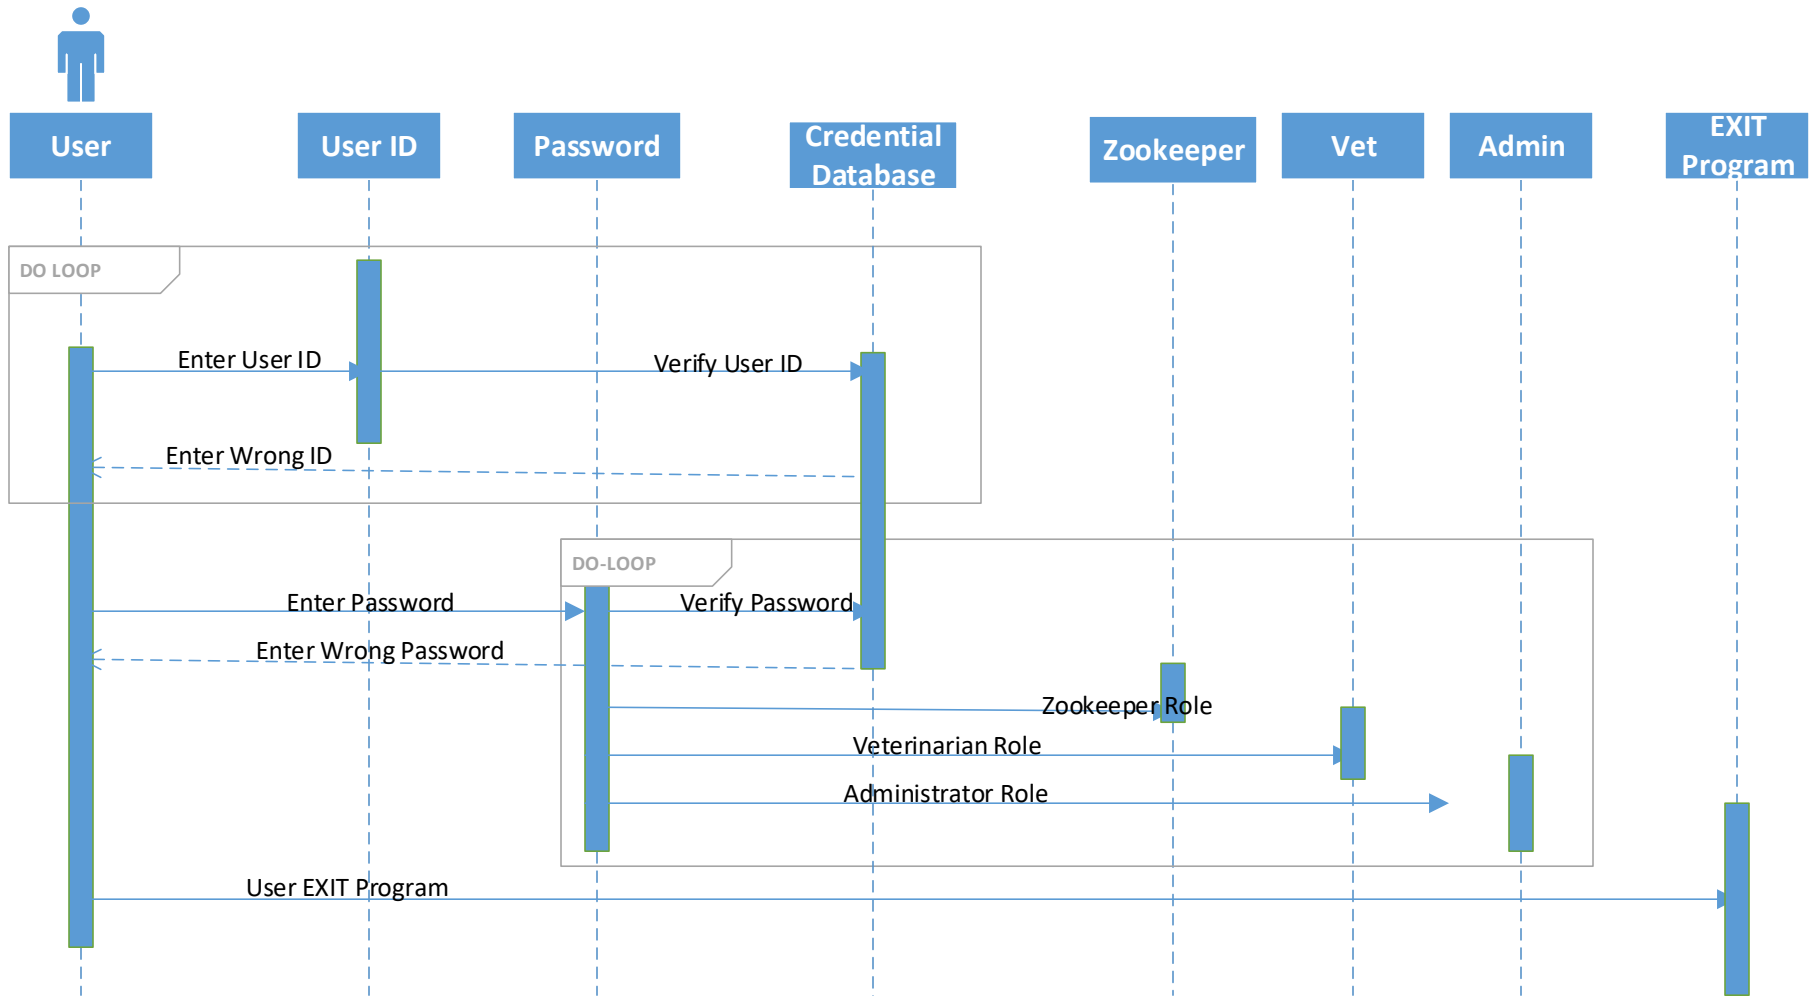 User
User ID
Password
Credential
Database
Zookeeper
Vet
Admin
EXIT
Program
DO LOOP
Enter User ID
Verify User ID
Enter Wrong ID
DO-LOOP
Enter Password
Verify Password
Enter Wrong Password
Zookeeper Role
Veterinarian Role
Administrator Role
User EXIT Program